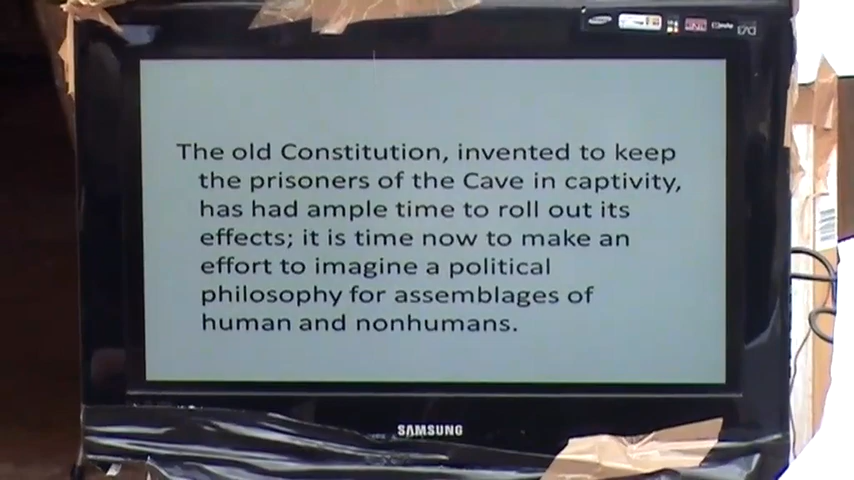 The old Constitution, invented to keep
the prisoners of the Cave in captivity,
has had ample time to roll out its
effects; it is time now to make an
effort to imagine a political
philosophy for assemblages of
human and nonhumans.
SAMSUNG